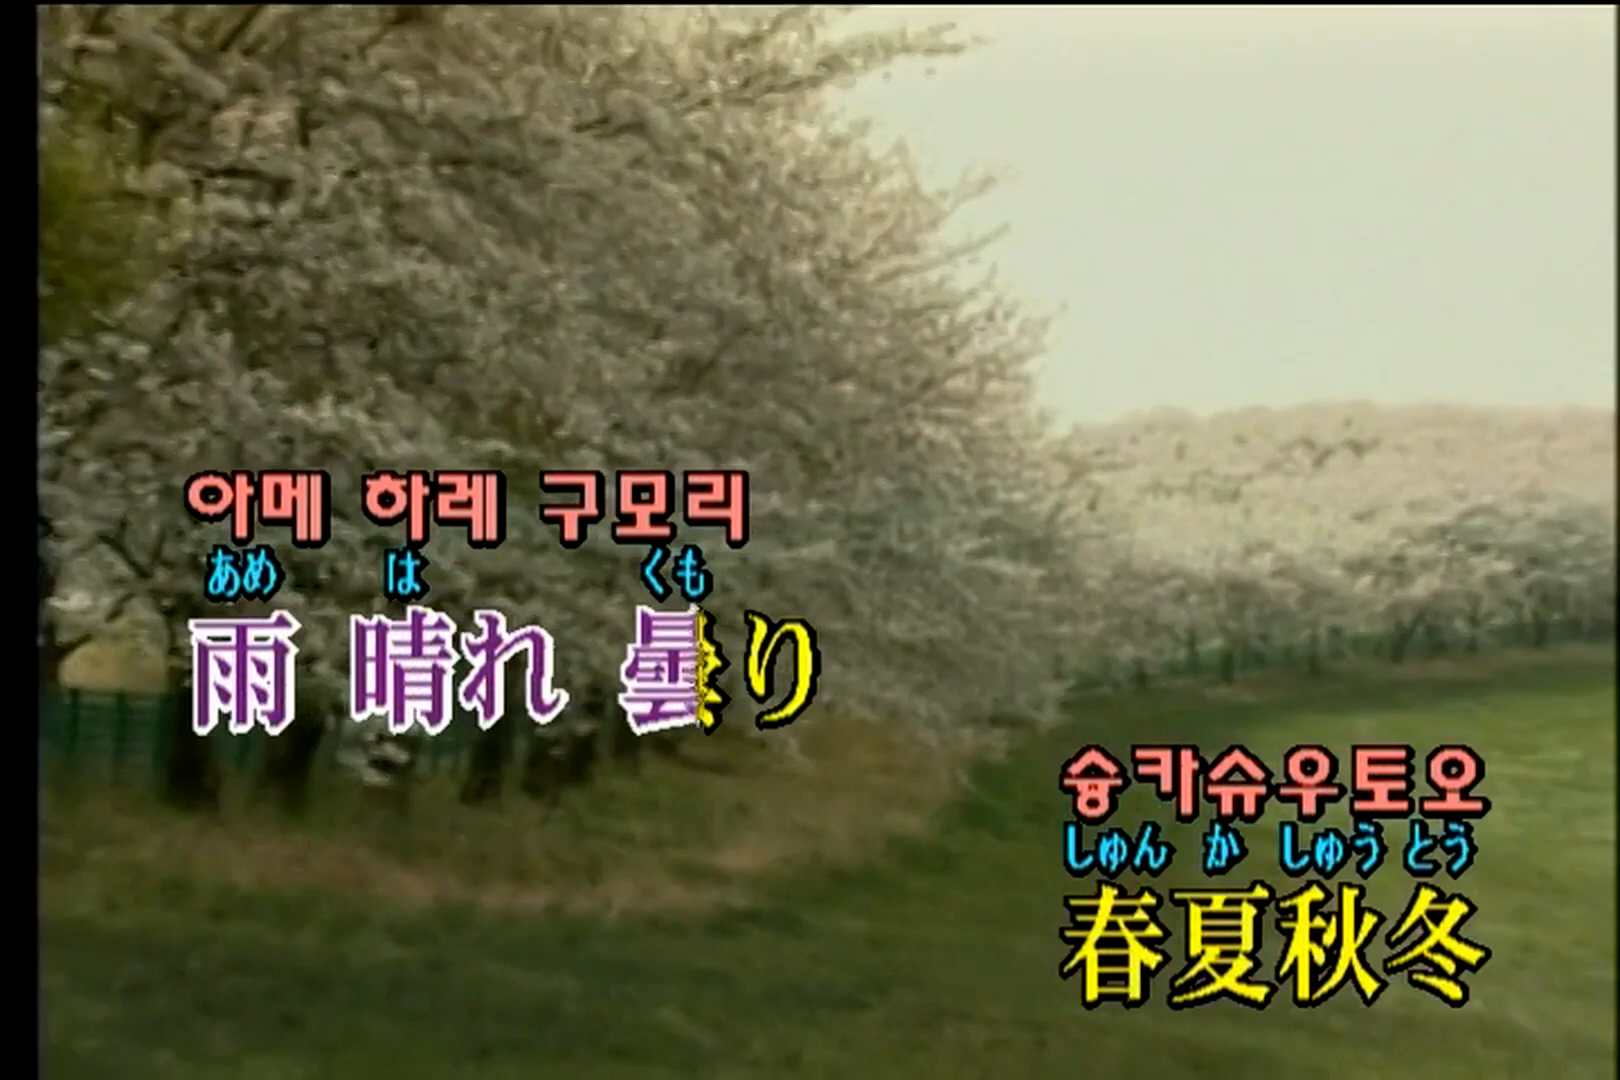 아메 하레 구모리
あめ は くも
雨 晴れ 曇り
슝카슈우토오
しゅん か しゅう とう
春夏秋冬